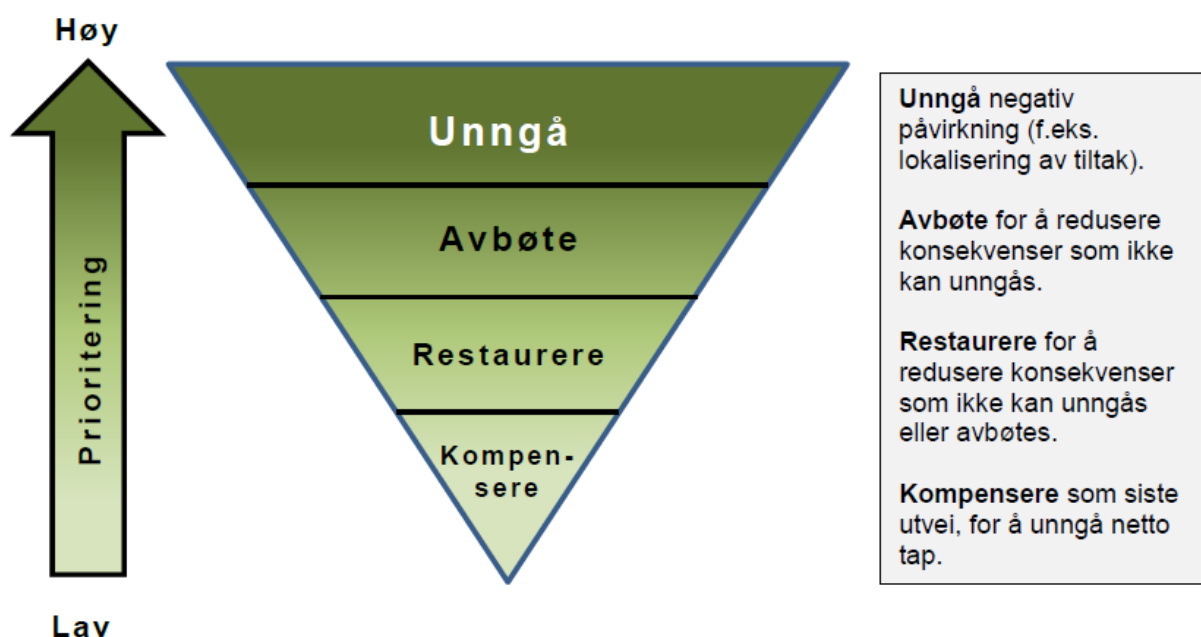 Høy
Prioritering
Lav
Unngå
Avbøte
Restaurere
Kompen-
sere
Unngå negativ
påvirkning (f.eks.
lokalisering av tiltak).
Avbøte for å redusere
konsekvenser som ikke
kan unngås.
Restaurere for å
redusere konsekvenser
som ikke kan unngås
eller avbøtes.
Kompensere som siste
utvei, for å unngå netto
tap.